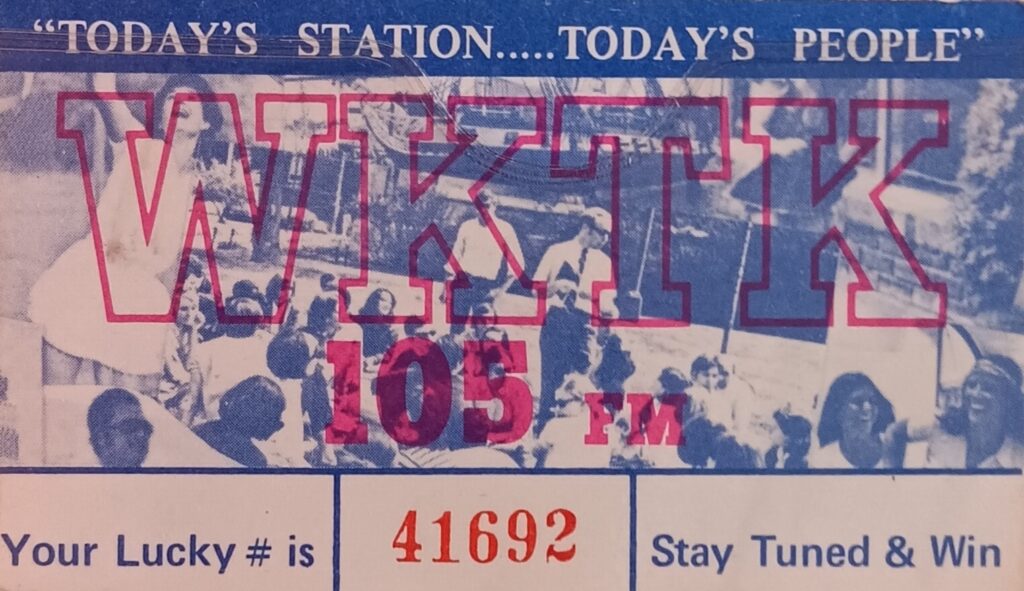 “TODAY’S STATION.....TODAY’S PEOPLE”
WKTK
105 FM
Your Lucky # is
41692
Stay Tuned & Win